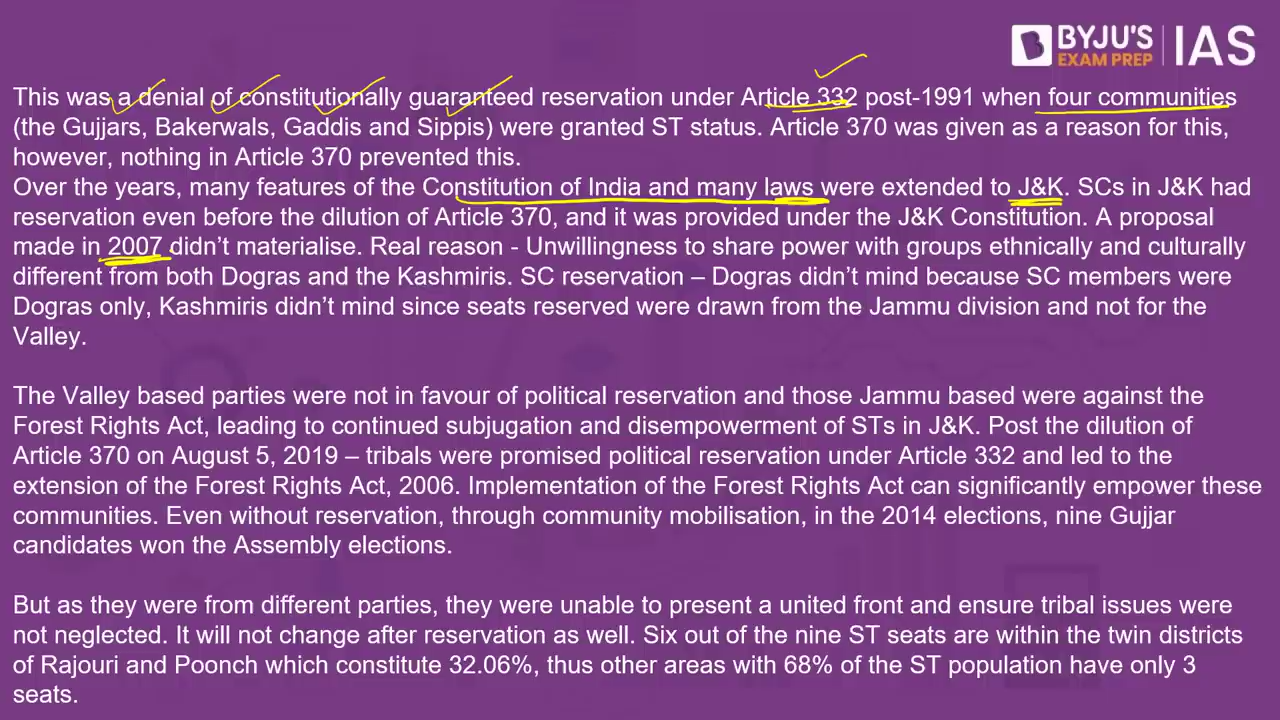 BYJU'S IAS
EXAM PREP
This was a denial of constitutionally guaranteed reservation under Article 332 post-1991 when four communities
(the Gujjars, Bakerwals, Gaddis and Sippis) were granted ST status. Article 370 was given as a reason for this,
however, nothing in Article 370 prevented this.
Over the years, many features of the Constitution of India and many laws were extended to J&K. SCs in J&K had
reservation even before the dilution of Article 370, and it was provided under the J&K Constitution. A proposal
made in 2007 didn't materialise. Real reason - Unwillingness to share power with groups ethnically and culturally
different from both Dogras and the Kashmiris. SC reservation – Dogras didn't mind because SC members were
Dogras only, Kashmiris didn't mind since seats reserved were drawn from the Jammu division and not for the
Valley.
The Valley based parties were not in favour of political reservation and those Jammu based were against the
Forest Rights Act, leading to continued subjugation and disempowerment of STs in J&K. Post the dilution of
Article 370 on August 5, 2019 – tribals were promised political reservation under Article 332 and led to the
extension of the Forest Rights Act, 2006. Implementation of the Forest Rights Act can significantly empower these
communities. Even without reservation, through community mobilisation, in the 2014 elections, nine Gujjar
candidates won the Assembly elections.
But as they were from different parties, they were unable to present a united front and ensure tribal issues were
not neglected. It will not change after reservation as well. Six out of the nine ST seats are within the twin districts
of Rajouri and Poonch which constitute 32.06%, thus other areas with 68% of the ST population have only 3
seats.